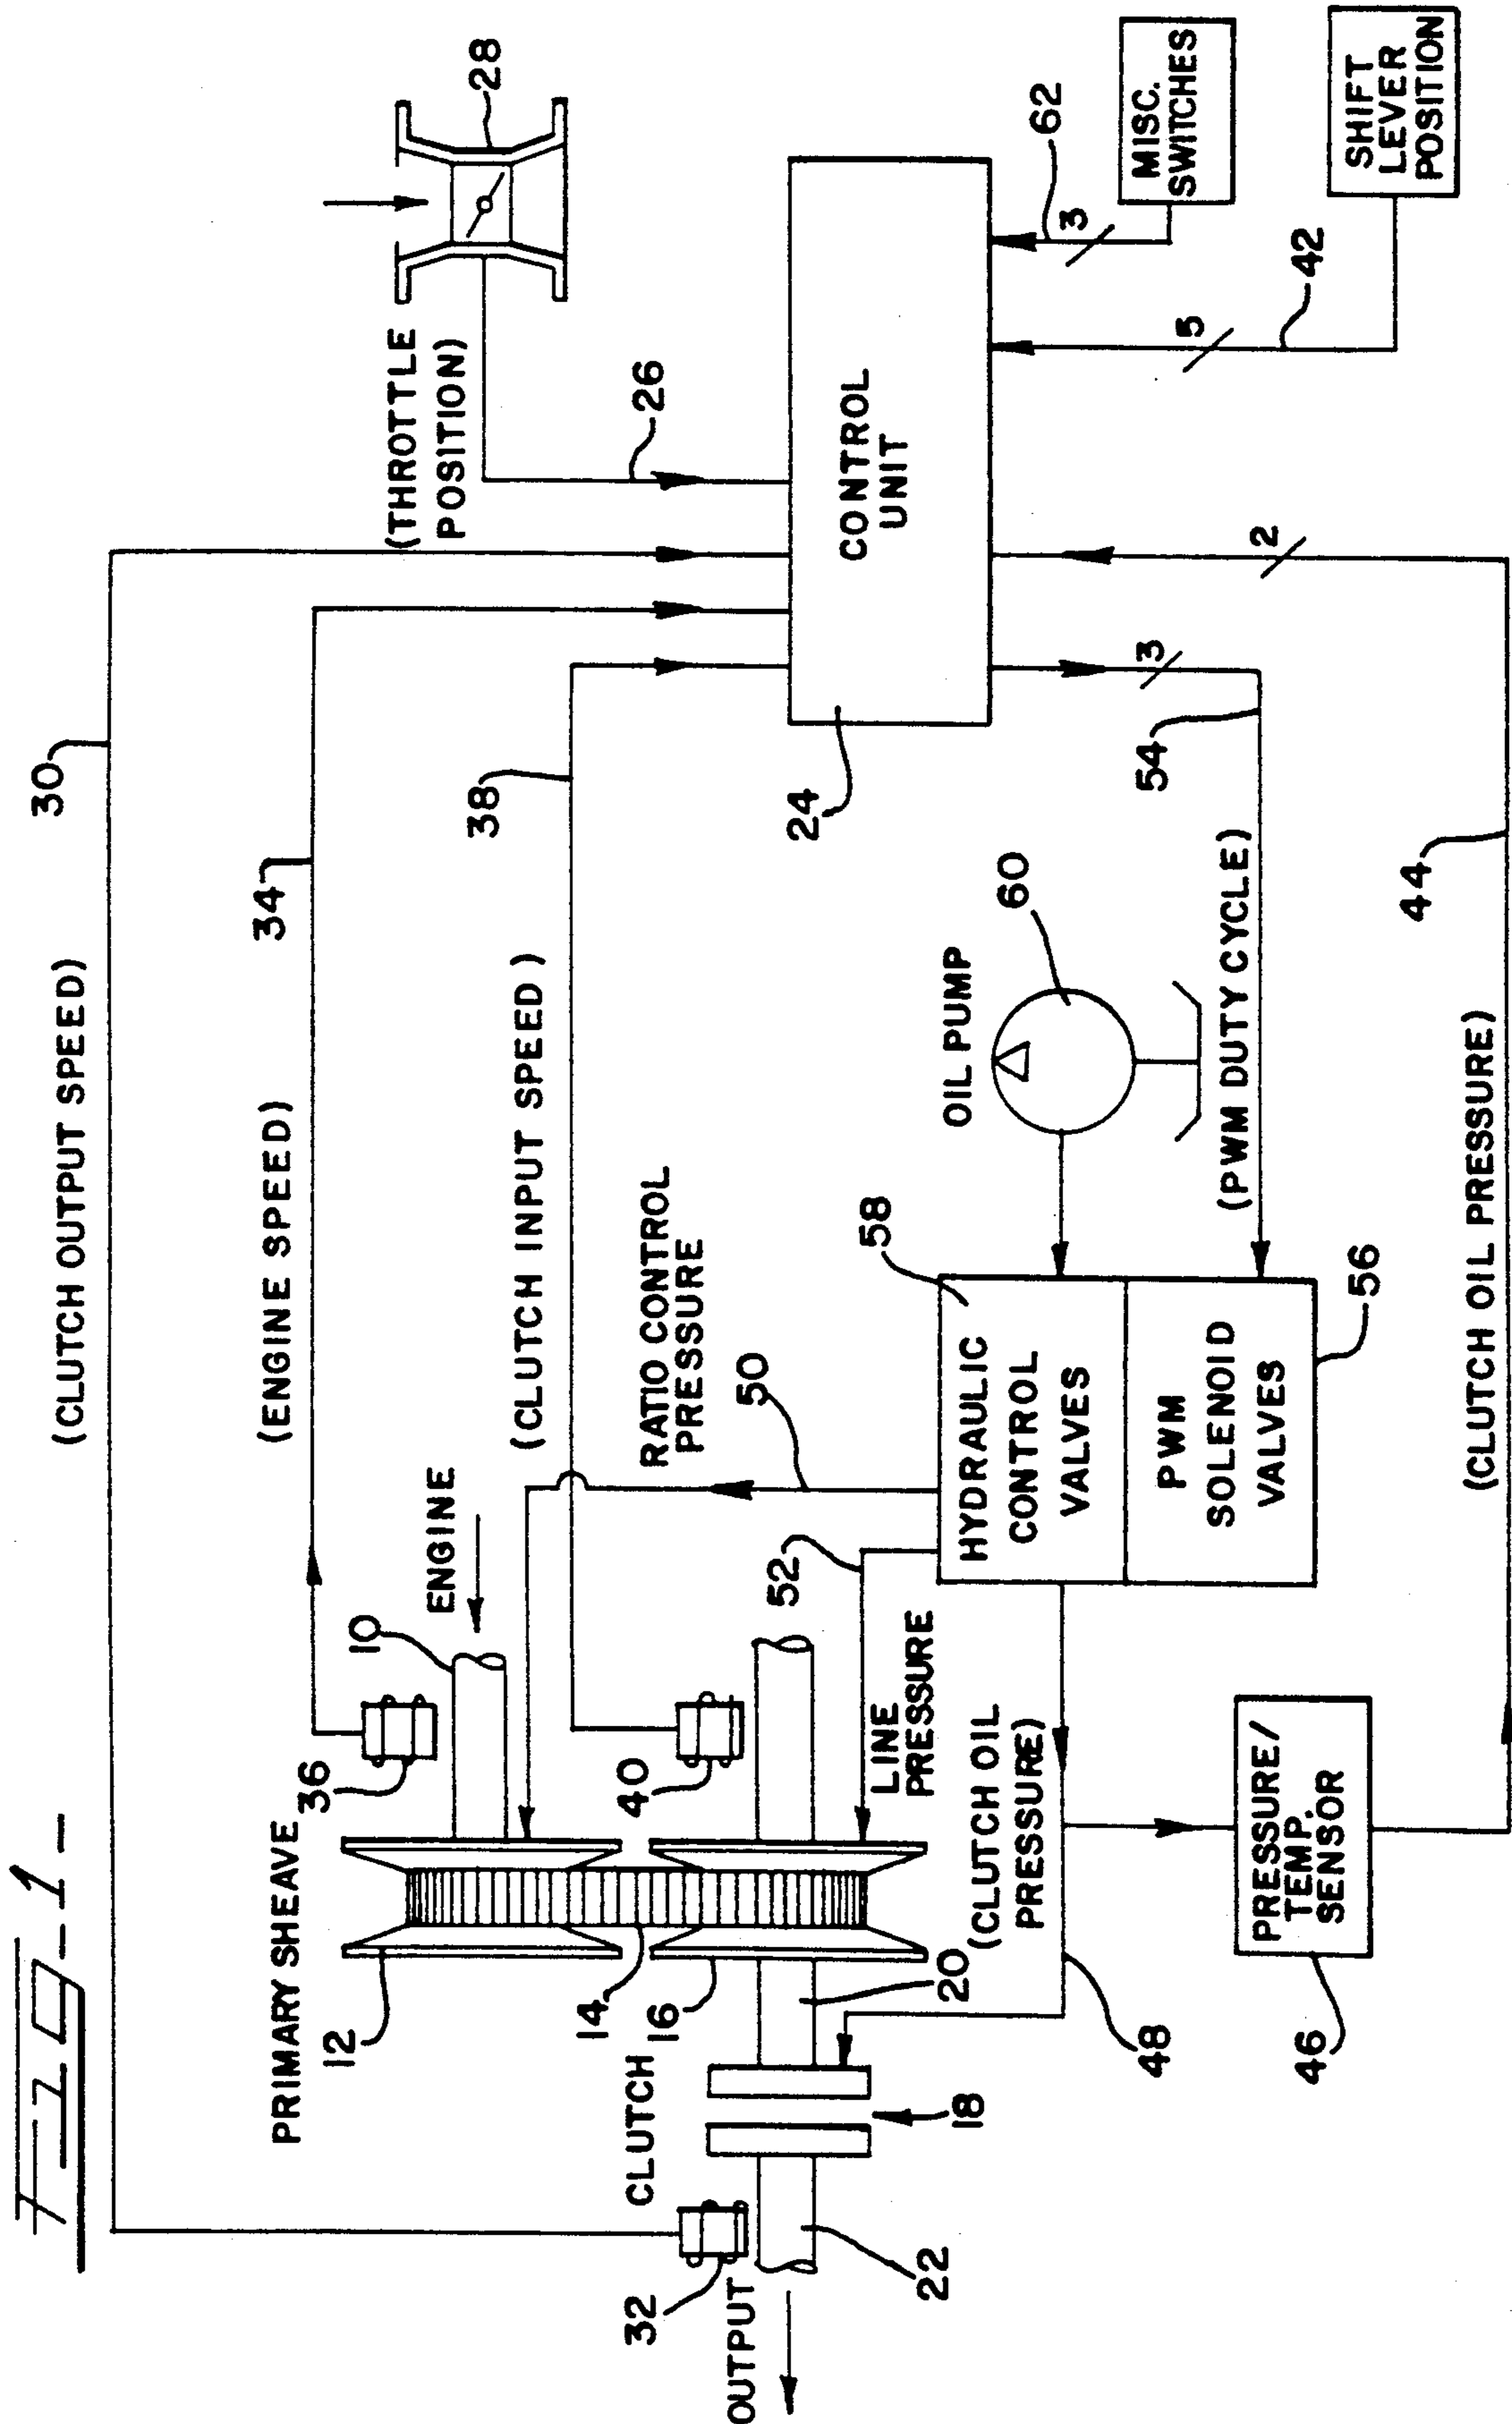 FIG-1-
30
(CLUTCH OUTPUT SPEED)
34
(ENGINE SPEED)
38
(CLUTCH INPUT SPEED)
28
(THROTTLE
POSITION)
26
ENGINE
10
36
PRIMARY SHEAVE
12
14
16
40
RATIO CONTROL
PRESSURE
50
52
LINE
PRESSURE
CLUTCH
20
18
32
22
OUTPUT
CONTROL
UNIT
24
62
3
MISC.
SWITCHES
5
42
SHIFT
LEVER
POSITION
2
3
54
OIL PUMP
60
(PWM DUTY CYCLE)
58
HYDRAULIC
CONTROL
VALVES
PWM
SOLENOID
VALVES
56
(CLUTCH OIL
PRESSURE)
48
PRESSURE/
TEMP.
SENSOR
46
44
(CLUTCH OIL PRESSURE)